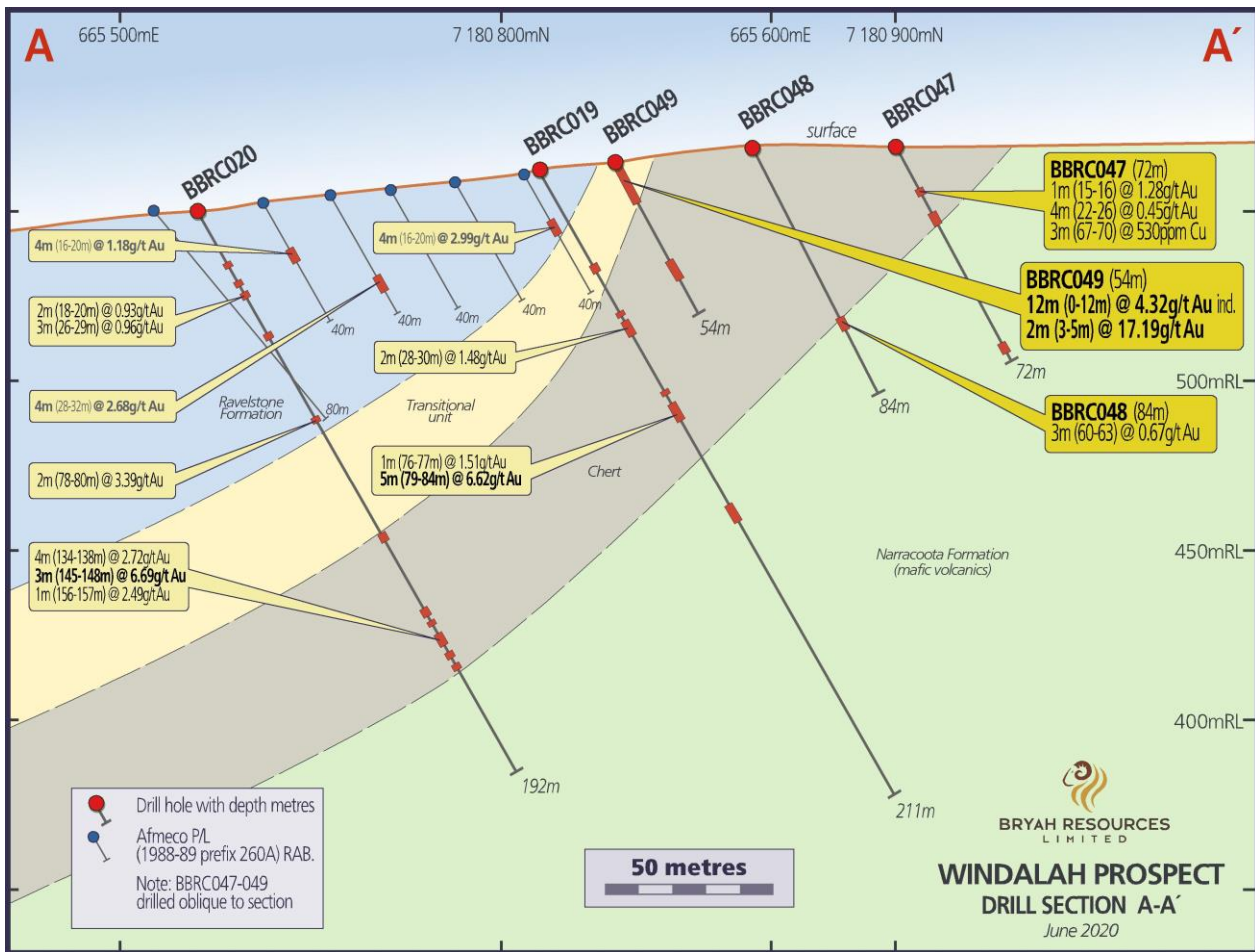 A
665 500mE
7 180 800mN
665 600mE
7 180 900mN
A´
BBRC020
BBRC019
BBRC049
BBRC048
BBRC047
surface
BBRC047 (72m)
1m (15-16) @ 1.28g/t Au
4m (22-26) @ 0.45g/t Au
3m (67-70) @ 530ppm Cu
4m (16-20m) @ 1.18g/t Au
4m (16-20m) @ 2.99g/t Au
BBRC049 (54m)
12m (0-12m) @ 4.32g/t Au ind.
2m (3-5m) @ 17.19g/t Au
2m (18-20m) @ 0.93g/t Au
3m (26-29m) @ 0.96g/t Au
40m
40m
40m
40m
40m
54m
2m (28-30m) @ 1.48g/t Au
72m
500mRL
4m (28-32m) @ 2.68g/t Au
Ravelstone
Formation
80m
Transitional
unit
84m
BBRC048 (84m)
3m (60-63) @ 0.67g/t Au
2m (78-80m) @ 3.39g/t Au
1m (76-77m) @ 1.51g/t Au
5m (79-84m) @ 6.62g/t Au
Chert
4m (134-138m) @ 2.72g/t Au
3m (145-148m) @ 6.69g/t Au
1m (156-157m) @ 2.49g/t Au
Narracoota Formation
(mafic volcanics)
450mRL
400mRL
192m
211m
Drill hole with depth metres
Afmeco P/L
(1988-89 prefix 260A) RAB.
Note: BBRC047-049
drilled oblique to section
50 metres
BRYAH RESOURCES
LIMITED
WINDALAH PROSPECT
DRILL SECTION A-A´
June 2020